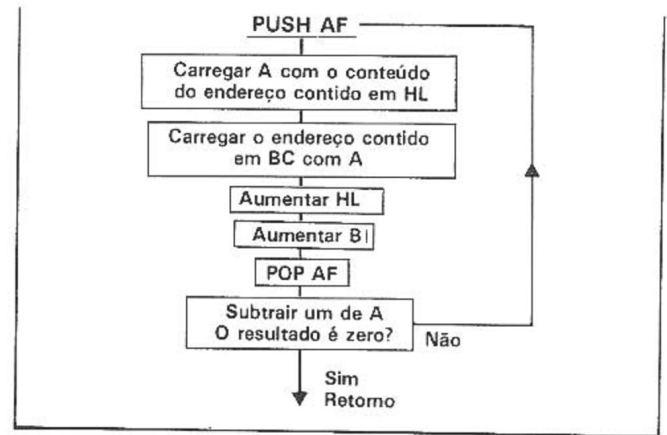 PUSH AF
Carregar A com o conteúdo
do endereço contido em HL
Carregar o endereço contido
em BC com A
Aumentar HL
Aumentar B
POP AF
Subtrair um de A
O resultado é zero?
Não
Sim
Retorno